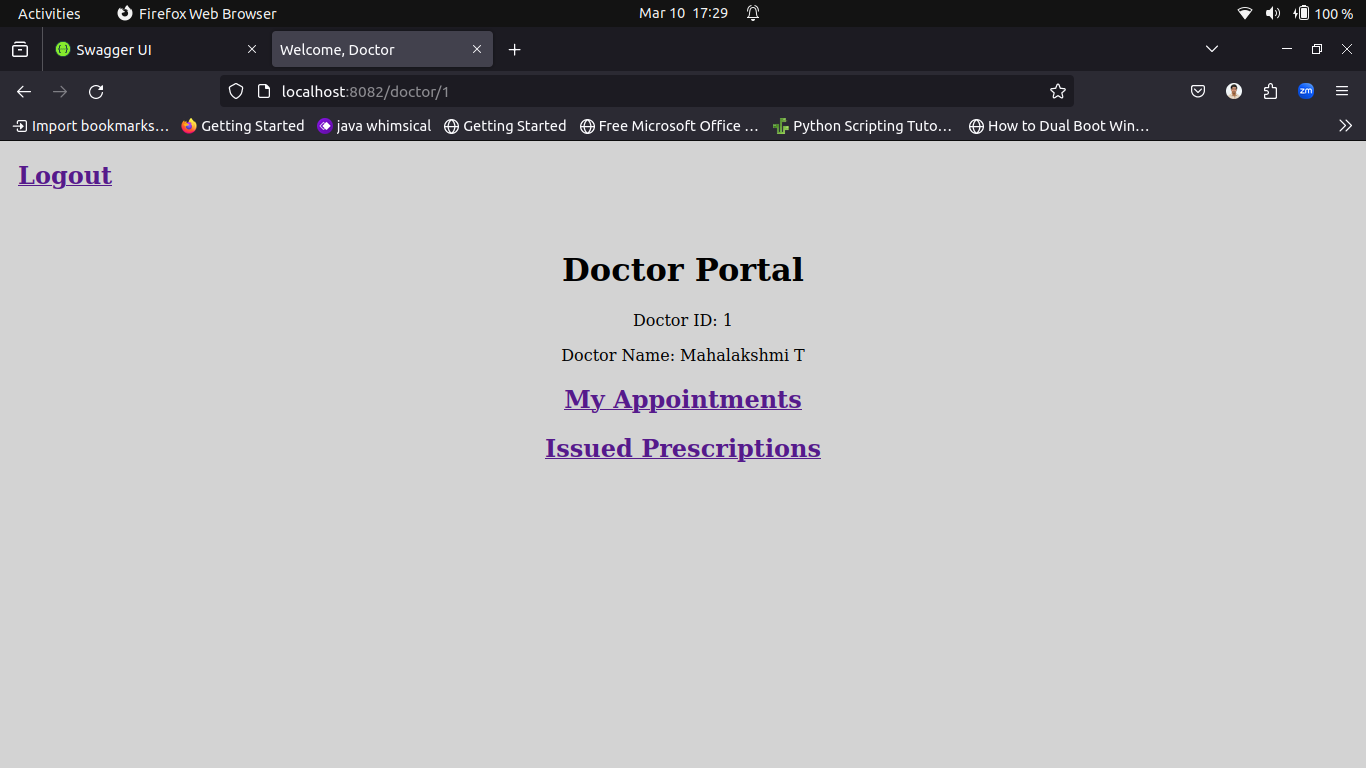 Activities Firefox Web Browser Mar 10 17:29 100 %
Swagger UI Welcome, Doctor
localhost:8082/doctor/1 zm
Import bookmarks… Getting Started java whimsical Getting Started Free Microsoft Office … Python Scripting Tuto… How to Dual Boot Win…
Logout
Doctor Portal
Doctor ID: 1
Doctor Name: Mahalakshmi T
My Appointments
Issued Prescriptions